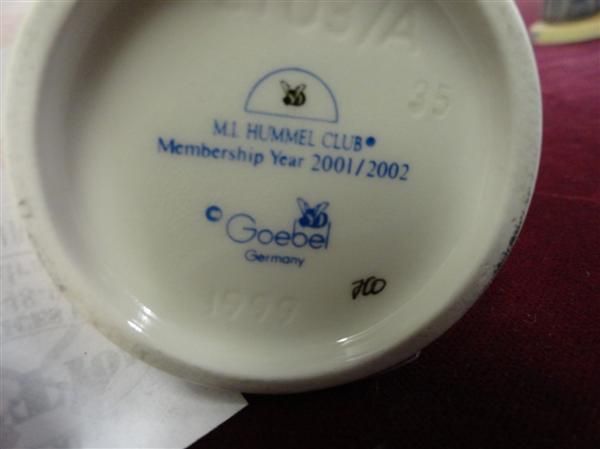 35
M.I. HUMMEL CLUB®
Membership Year 2001/2002
© Goebel
Germany
1999